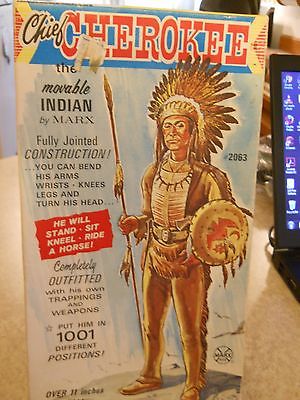 Chief CHEROKEE
the
movable
INDIAN
by MARX
Fully Jointed
CONSTRUCTION!
...YOU CAN BEND
HIS ARMS
WRISTS - KNEES
LEGS AND
TURN HIS HEAD...
#2063
HE WILL
STAND - SIT
KNEEL - RIDE
A HORSE!
Completely
OUTFITTED
with his own
TRAPPINGS
and
WEAPONS
PUT HIM IN
1001
DIFFERENT
POSITIONS!
OVER 11 inches
MARX